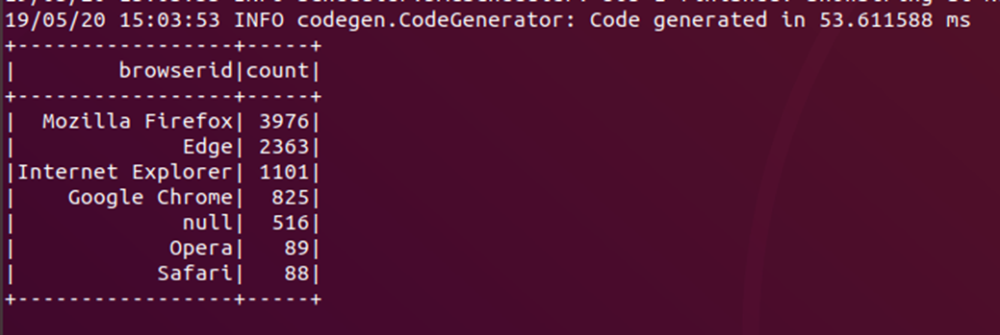 19/05/20 15:03:53 INFO codegen.CodeGenerator: Code generated in 53.611588 ms
+-----------------+-----+
|        browserid|count|
+-----------------+-----+
|  Mozilla Firefox| 3976|
|             Edge| 2363|
|Internet Explorer| 1101|
|    Google Chrome|  825|
|             null|  516|
|            Opera|   89|
|           Safari|   88|
+-----------------+-----+